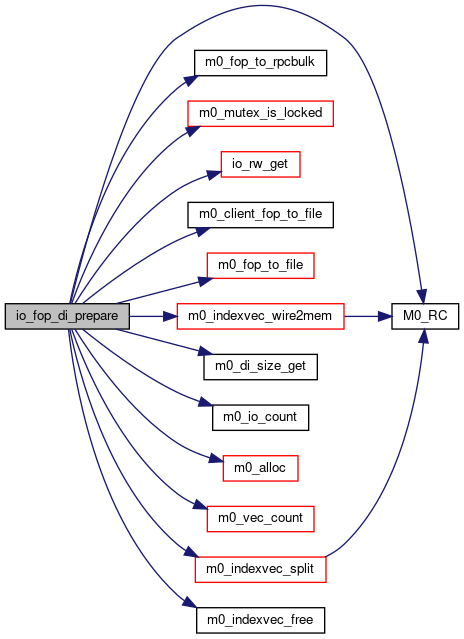 m0_fop_to_rpcbulk
m0_mutex_is_locked
io_rw_get
m0_client_fop_to_file
m0_fop_to_file
io_fop_di_prepare
m0_indexvec_wire2mem
M0_RC
m0_di_size_get
m0_io_count
m0_alloc
m0_vec_count
m0_indexvec_split
m0_indexvec_free